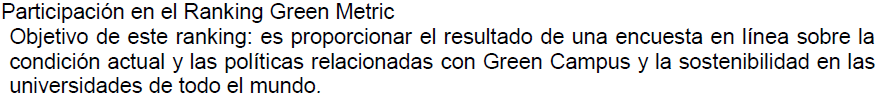 Participación en el Ranking Green Metric
Objetivo de este ranking: es proporcionar el resultado de una encuesta en línea sobre la
condición actual y las políticas relacionadas con Green Campus y la sostenibilidad en las
universidades de todo el mundo.